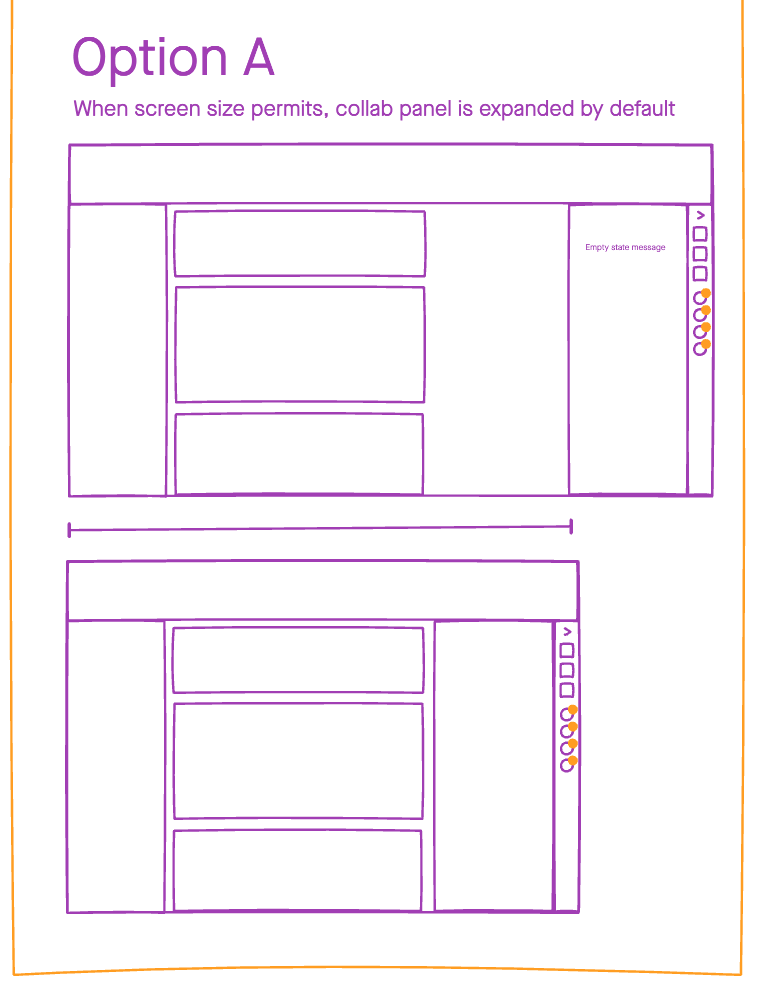 Option A
When screen size permits, collab panel is expanded by default
Empty state message